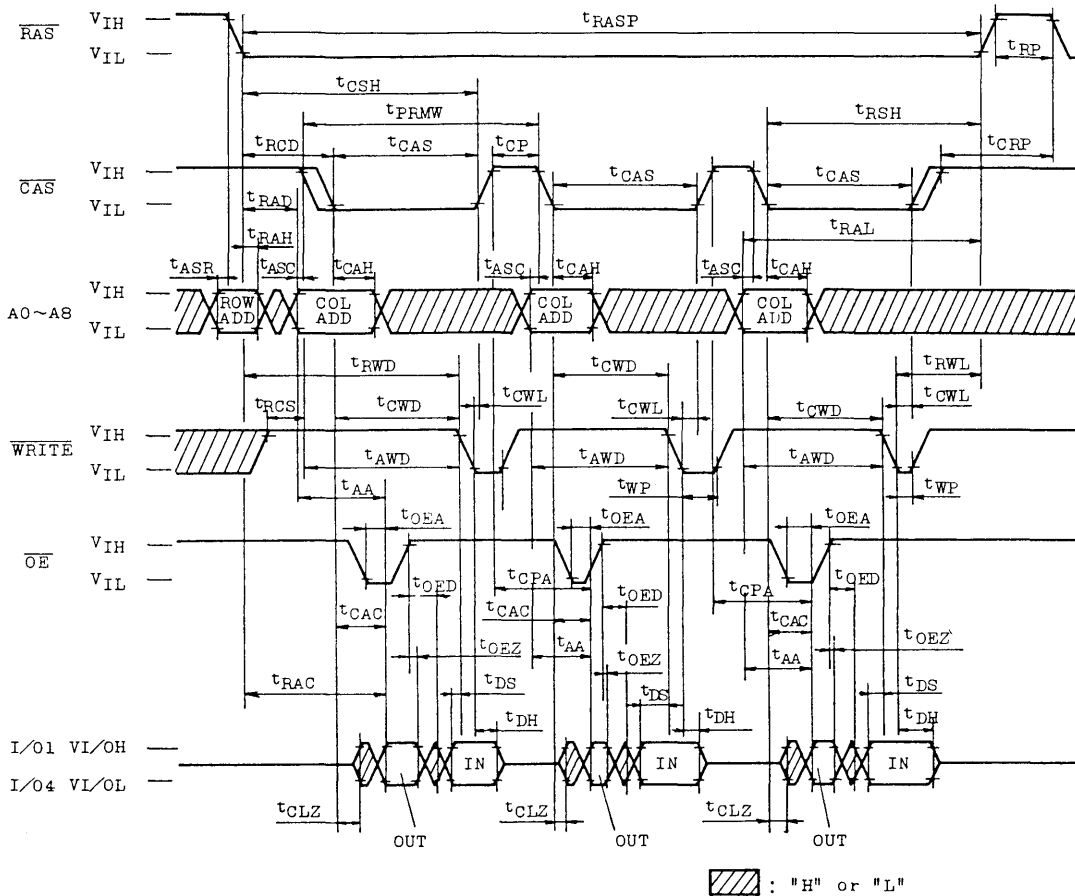 RAS VIH tRASP
VIL tRP
tCSH
tPRMW tRSH
tRCD tCAS tCP tCRP
CAS VIH tCAS tCAS
VIL tRAD
tRAH tRAL
tASR tASC tCAH tASC tCAH tASC tCAH
A0~A8 VIH ROW ADD COL ADD COL ADD COL ADD
VIL
tRWD tCWL tCWD tRWL
tRCS tCWD tCWL tCWD tCWL
WRITE VIH
VIL tAWD tAWD tAWD
tAA tWP tWP
tOEA tOEA tOEA
OE VIH
VIL
tOED tCPA tOED tCPA tOED
tCAC tCAC tCAC
tOEZ tAA tOEZ tAA tOEZ
tRAC tDS tDS tDS
tDH tDH tDH
I/O1 VI/OH IN IN IN
I/O4 VI/OL
tCLZ OUT tCLZ OUT tCLZ OUT
: "H" or "L"